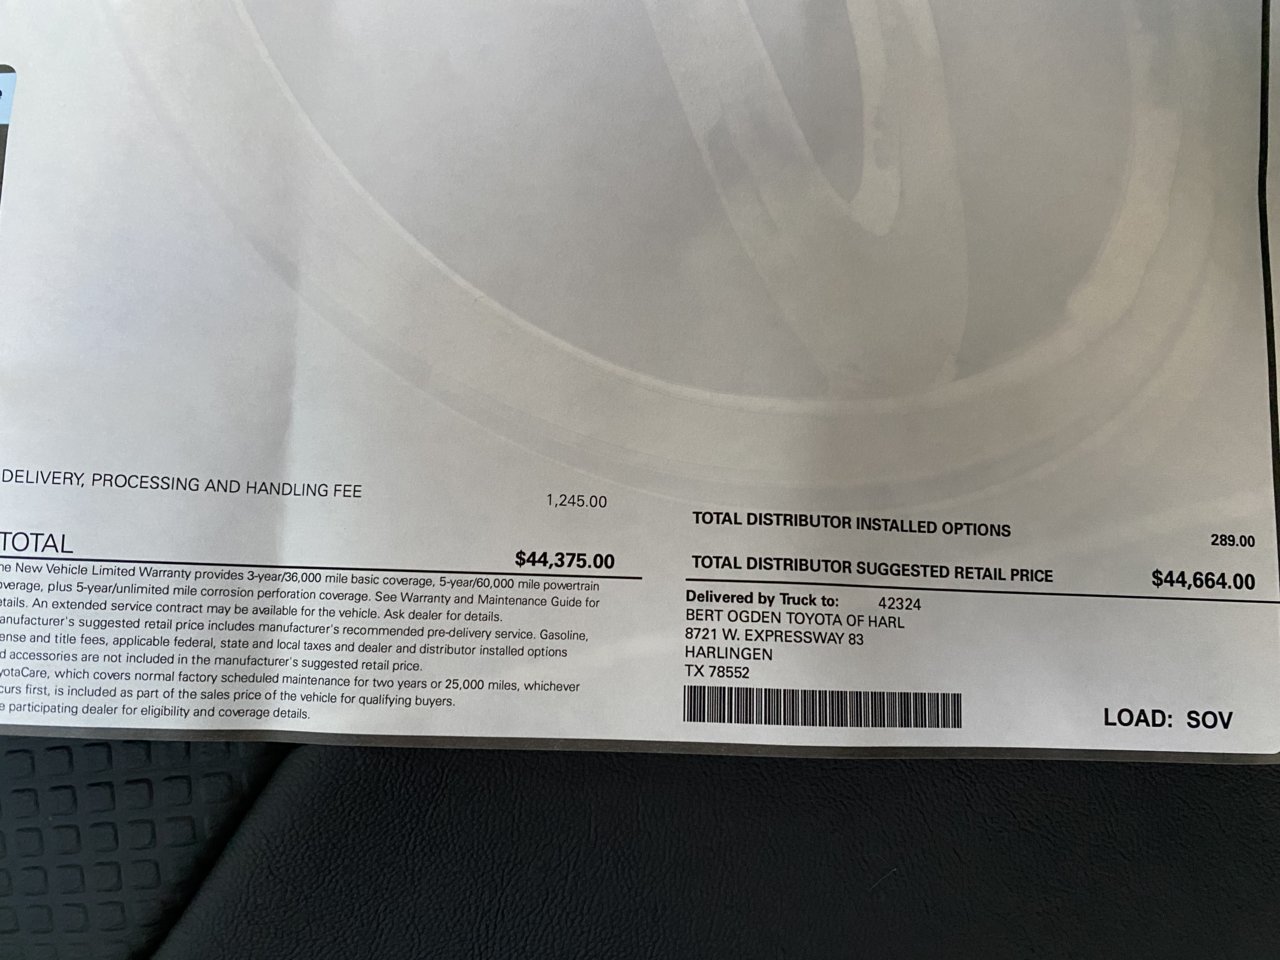 DELIVERY, PROCESSING AND HANDLING FEE 1,245.00
TOTAL $44,375.00
New Vehicle Limited Warranty provides 3-year/36,000 mile basic coverage, 5-year/60,000 mile powertrain
plus 5-year/unlimited mile corrosion perforation coverage. See Warranty and Maintenance Guide for
An extended service contract may be available for the vehicle. Ask dealer for details.
suggested retail price includes manufacturer's recommended pre-delivery service. Gasoline,
and title fees, applicable federal, state and local taxes and dealer and distributor installed options
accessories are not included in the manufacturer's suggested retail price.
which covers normal factory scheduled maintenance for two years or 25,000 miles, whichever
first, is included as part of the sales price of the vehicle for qualifying buyers.
participating dealer for eligibility and coverage details.
TOTAL DISTRIBUTOR INSTALLED OPTIONS 289.00
TOTAL DISTRIBUTOR SUGGESTED RETAIL PRICE $44,664.00
Delivered by Truck to: 42324
BERT OGDEN TOYOTA OF HARL
8721 W. EXPRESSWAY 83
HARLINGEN
TX 78552
LOAD: SOV